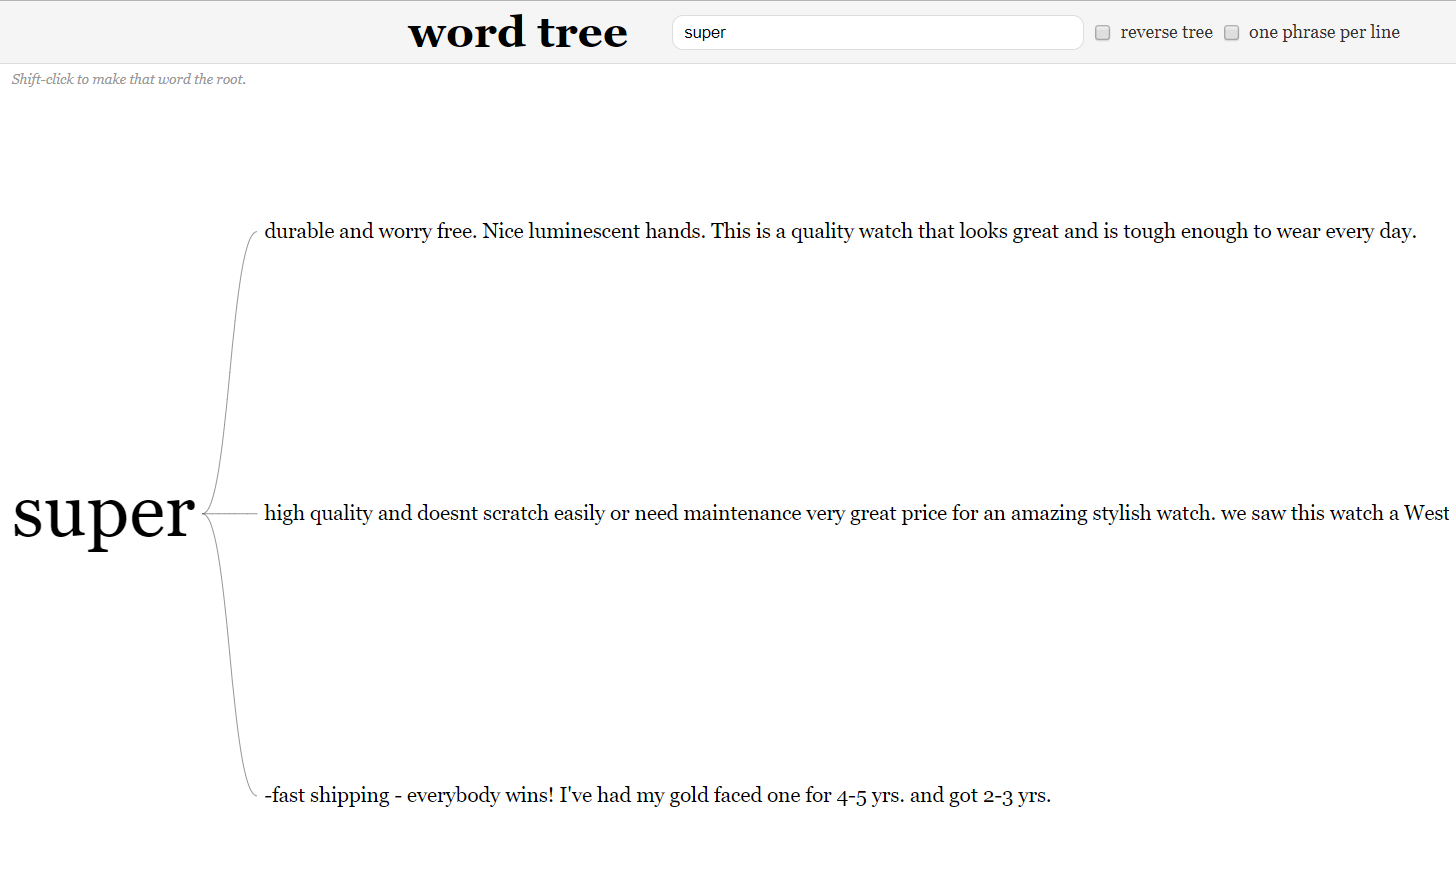 word tree
super
reverse tree
one phrase per line
Shift-click to make that word the root.
durable and worry free. Nice luminescent hands. This is a quality watch that looks great and is tough enough to wear every day.
super
high quality and doesnt scratch easily or need maintenance very great price for an amazing stylish watch. we saw this watch a West
-fast shipping - everybody wins! I've had my gold faced one for 4-5 yrs. and got 2-3 yrs.